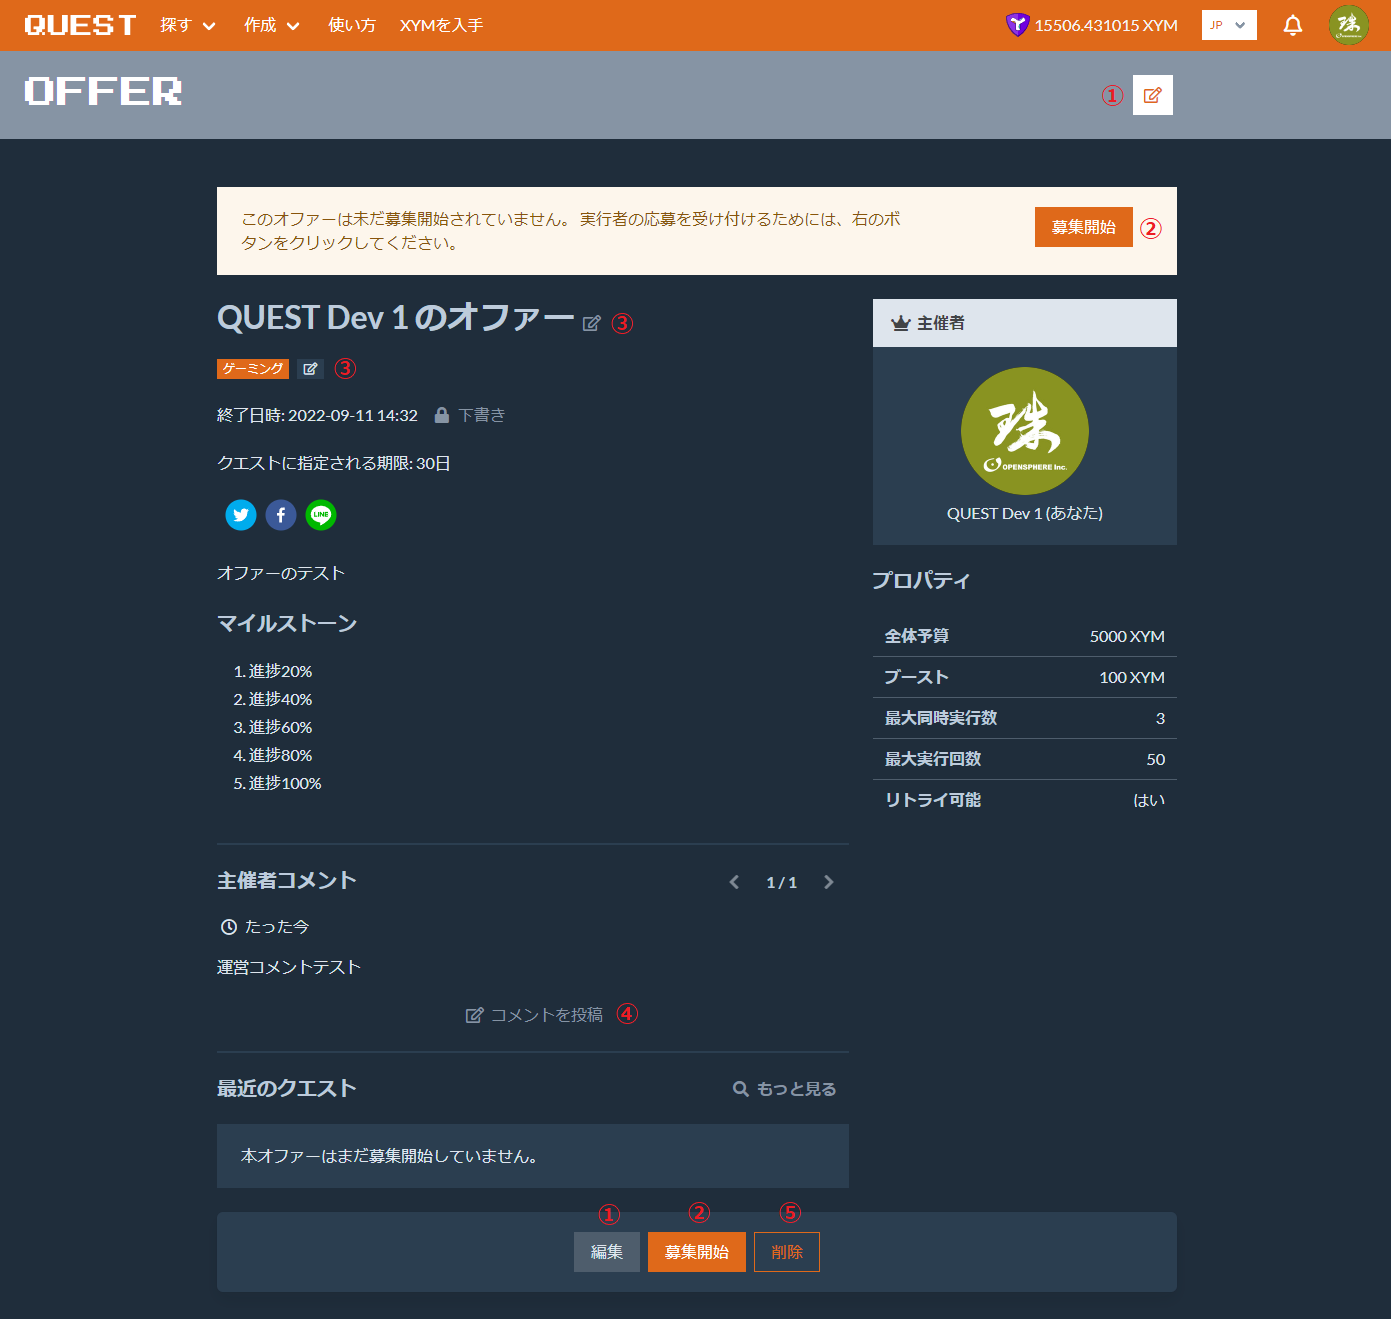 QUEST 探す 作成 使い方 XYMを入手 15506.431015 XYM JP 珠
OFFER ①
このオファーは未だ募集開始されていません。 実行者の応募を受け付けるためには、右のボ
タンをクリックしてください。
募集開始 ②
QUEST Dev 1 のオファー ③
ゲーミング ③
終了日時: 2022-09-11 14:32 下書き
クエストに指定される期限: 30日
LINE
オファーのテスト
マイルストーン
1. 進捗20%
2. 進捗40%
3. 進捗60%
4. 進捗80%
5. 進捗100%
主催者
珠
OPENSPHERE Inc.
QUEST Dev 1 (あなた)
プロパティ
全体予算 5000 XYM
ブースト 100 XYM
最大同時実行数 3
最大実行回数 50
リトライ可能 はい
主催者コメント 1 / 1
たった今
運営コメントテスト
コメントを投稿 ④
最近のクエスト もっと見る
本オファーはまだ募集開始していません。
① ② ⑤
編集 募集開始 削除